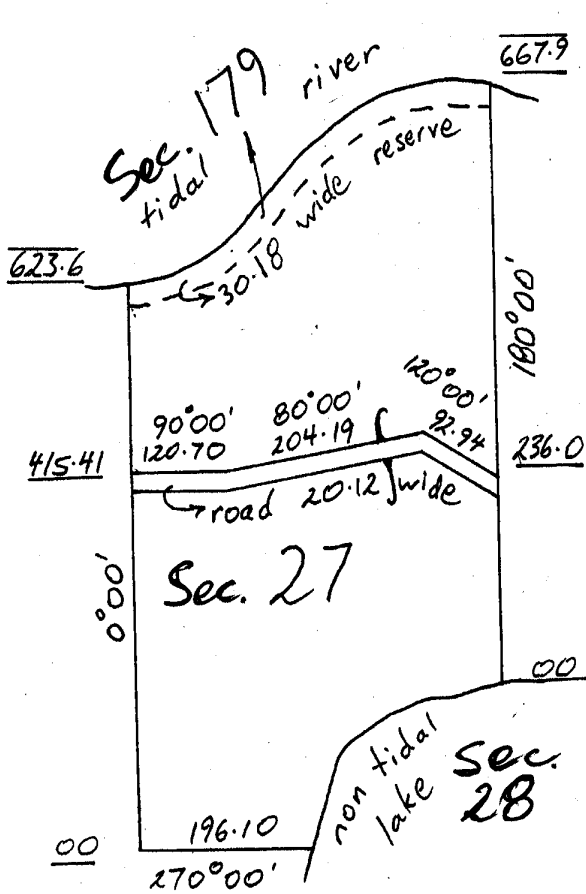 667.9
Sec. 179
tidal river
30.18 wide reserve
623.6
180°00'
90°00'
120.70
80°00'
204.19
120°00'
92.94
415.41
236.0
road 20.12 wide
0°00'
Sec. 27
00
non tidal
lake
Sec.
28
196.10
00
270°00'